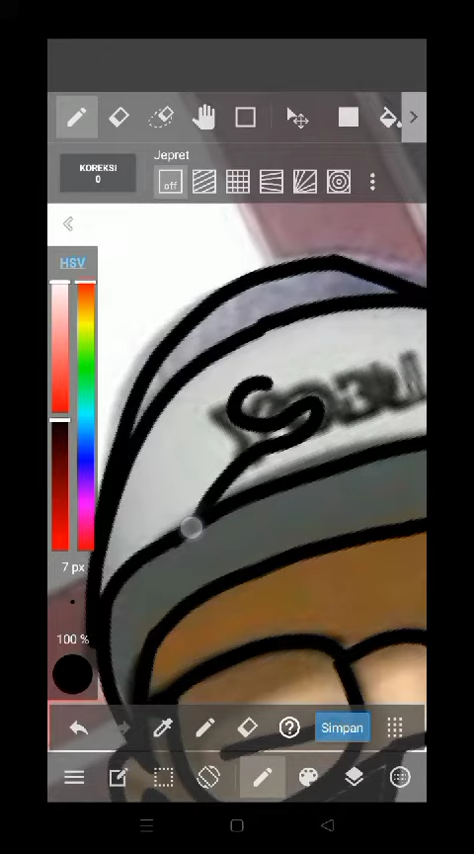 Jepret
KOREKSI
0
off
HSV
S
7 px
100 %
Simpan